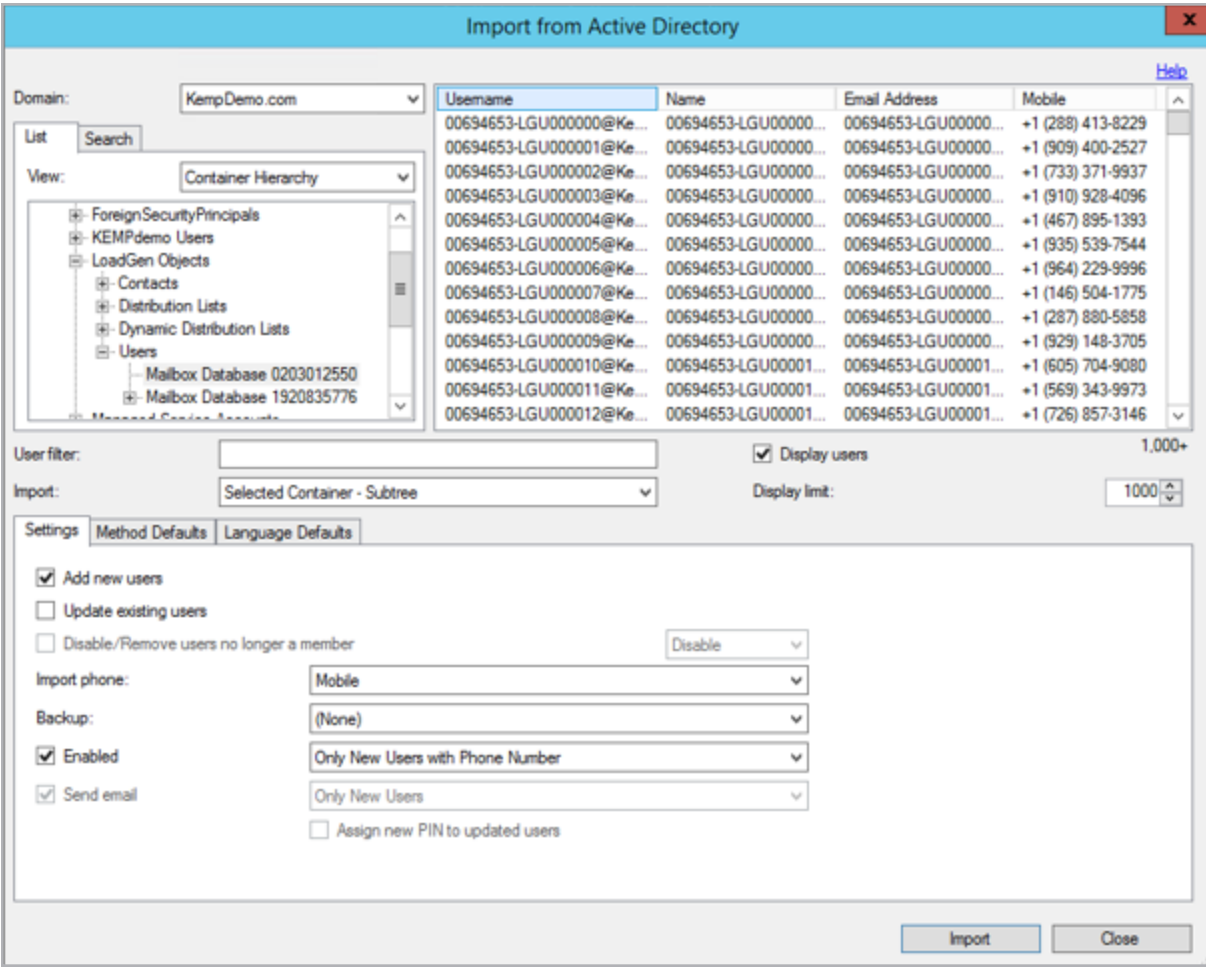 Import from Active Directory
x
Help
Domain: KempDemo.com
List Search
View: Container Hierarchy
ForeignSecurityPrincipals
KEMPdemo Users
LoadGen Objects
Contacts
Distribution Lists
Dynamic Distribution Lists
Users
Mailbox Database 0203012550
Mailbox Database 1920835776
Managed Service Accounts
Username Name Email Address Mobile
00694653-LGU000000@Ke... 00694653-LGU00000... 00694653-LGU00000... +1 (288) 413-8229
00694653-LGU000001@Ke... 00694653-LGU00000... 00694653-LGU00000... +1 (909) 400-2527
00694653-LGU000002@Ke... 00694653-LGU00000... 00694653-LGU00000... +1 (733) 371-9937
00694653-LGU000003@Ke... 00694653-LGU00000... 00694653-LGU00000... +1 (910) 928-4096
00694653-LGU000004@Ke... 00694653-LGU00000... 00694653-LGU00000... +1 (467) 895-1393
00694653-LGU000005@Ke... 00694653-LGU00000... 00694653-LGU00000... +1 (935) 539-7544
00694653-LGU000006@Ke... 00694653-LGU00000... 00694653-LGU00000... +1 (964) 229-9996
00694653-LGU000007@Ke... 00694653-LGU00000... 00694653-LGU00000... +1 (146) 504-1775
00694653-LGU000008@Ke... 00694653-LGU00000... 00694653-LGU00000... +1 (287) 880-5858
00694653-LGU000009@Ke... 00694653-LGU00000... 00694653-LGU00000... +1 (929) 148-3705
00694653-LGU000010@Ke... 00694653-LGU00001... 00694653-LGU00001... +1 (605) 704-9080
00694653-LGU000011@Ke... 00694653-LGU00001... 00694653-LGU00001... +1 (569) 343-9973
00694653-LGU000012@Ke... 00694653-LGU00001... 00694653-LGU00001... +1 (726) 857-3146
User filter: Display users 1,000+
Import: Selected Container - Subtree Display limit: 1000
Settings Method Defaults Language Defaults
Add new users
Update existing users
Disable/Remove users no longer a member Disable
Import phone: Mobile
Backup: (None)
Enabled Only New Users with Phone Number
Send email Only New Users
Assign new PIN to updated users
Import Close